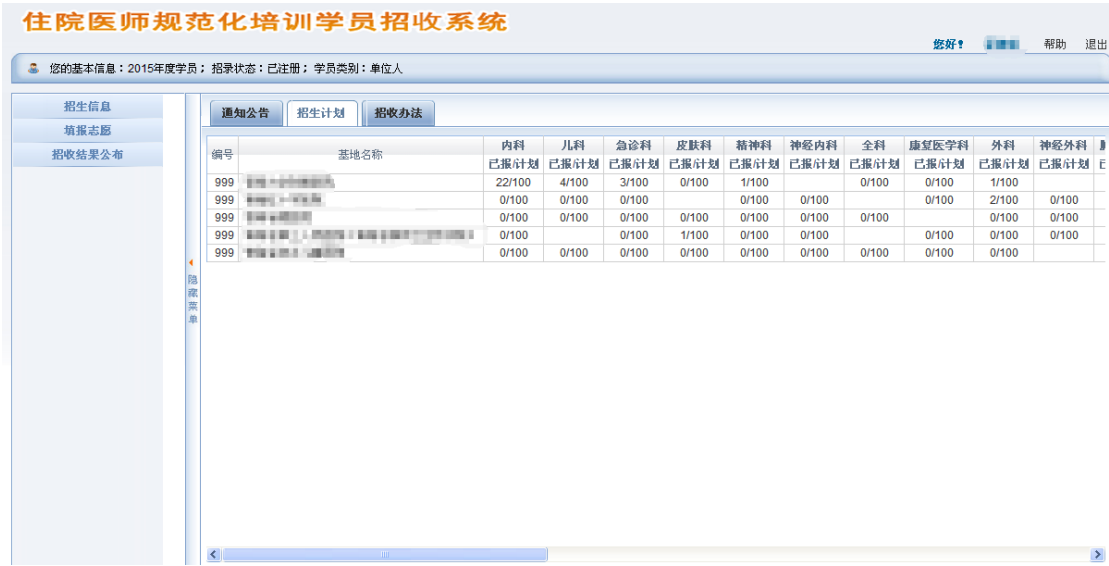 住院医师规范化培训学员招收系统
您好! 帮助 退出
您的基本信息：2015年度学员；招录状态：已注册；学员类别：单位人
招生信息
填报志愿
招收结果公布
隐藏菜单
通知公告 招生计划 招收办法
编号 基地名称 内科 儿科 急诊科 皮肤科 精神科 神经内科 全科 康复医学科 外科 神经外科
已报/计划 已报/计划 已报/计划 已报/计划 已报/计划 已报/计划 已报/计划 已报/计划 已报/计划 已报/计划
999 22/100 4/100 3/100 0/100 1/100 0/100 0/100 1/100
999 0/100 0/100 0/100 0/100 0/100 0/100 2/100 0/100
999 0/100 0/100 0/100 0/100 0/100 0/100 0/100 0/100 0/100
999 0/100 0/100 1/100 0/100 0/100 0/100 0/100 0/100
999 0/100 0/100 0/100 0/100 0/100 0/100 0/100 0/100 0/100